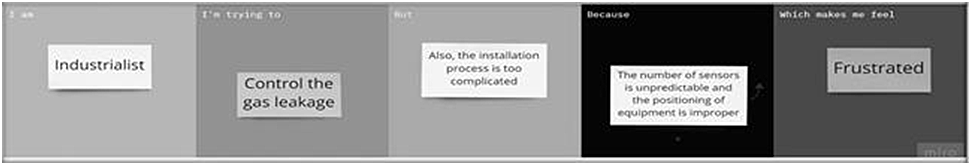 I am
Industrialist
I'm trying to
Control the
gas leakage
But
Also, the installation
process is too
complicated
Because
The number of sensors
is unpredictable and
the positioning of
equipment is improper
Which makes me feel
Frustrated
miro